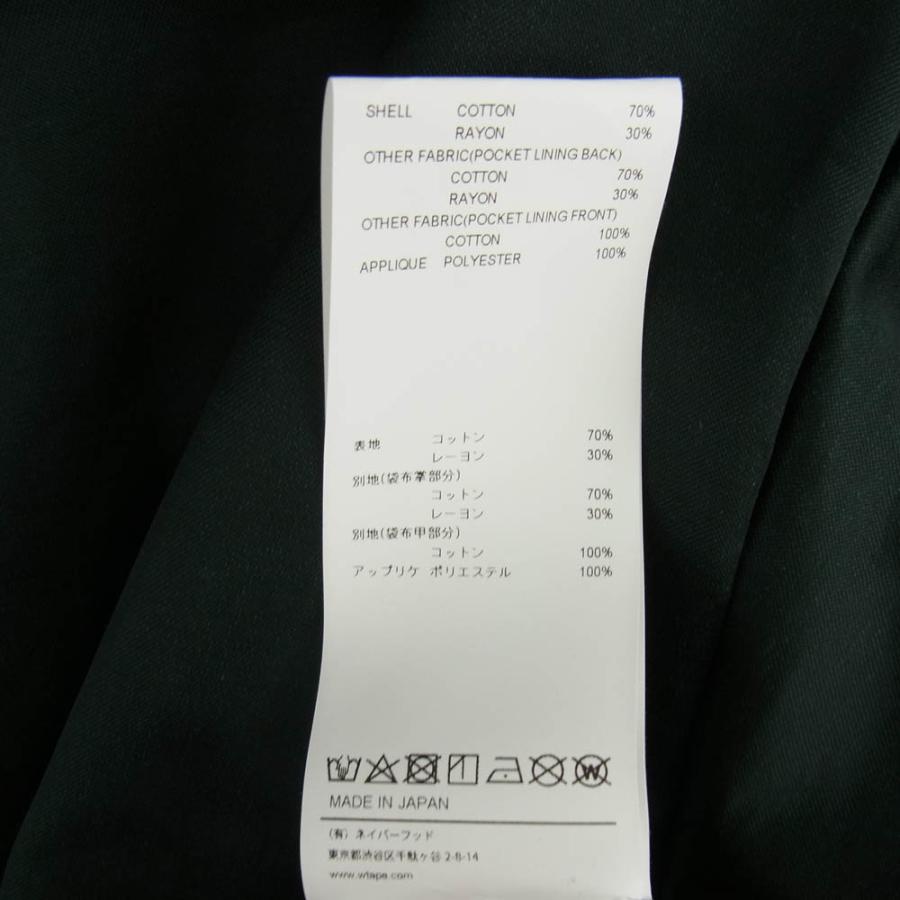 SHELL COTTON 70%
RAYON 30%
OTHER FABRIC(POCKET LINING BACK)
COTTON 70%
RAYON 30%
OTHER FABRIC(POCKET LINING FRONT)
COTTON 100%
APPLIQUE POLYESTER 100%
表地 コットン 70%
レーヨン 30%
別地(袋布掌部分)
コットン 70%
レーヨン 30%
別地(袋布甲部分)
コットン 100%
アップリケ ポリエステル 100%
W
MADE IN JAPAN
(有)ネイバーフッド
東京都渋谷区千駄ヶ谷 2-8-14
www.wtaps.com